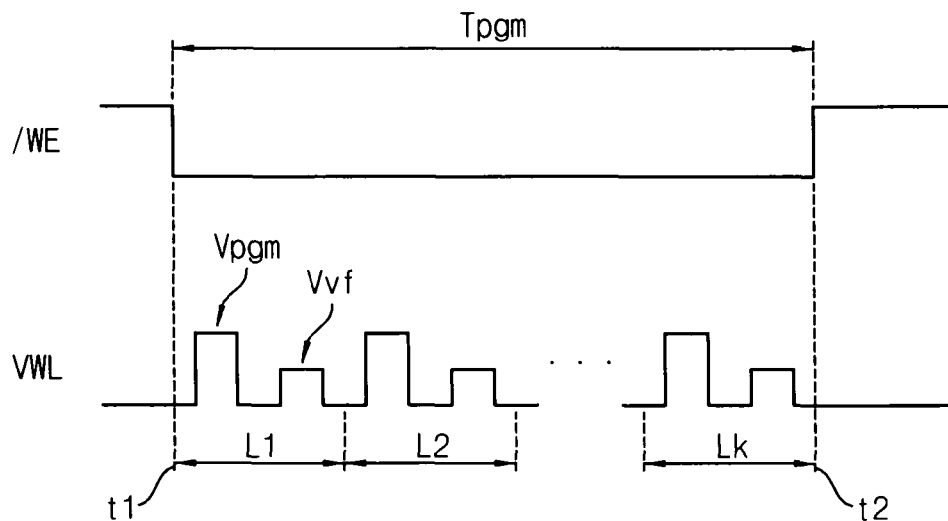 Tpgm
/WE
Vpgm
Vvf
VWL
. . .
L1
L2
Lk
t1
t2